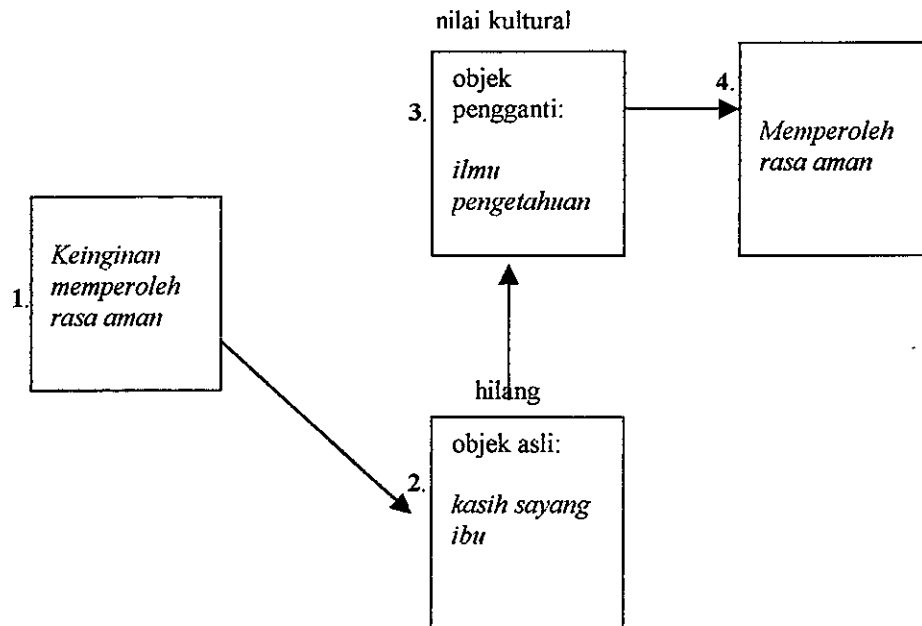 nilai kultural
3.
objek
pengganti:
ilmu
pengetahuan
4.
Memperoleh
rasa aman
1.
Keinginan
memperoleh
rasa aman
hilang
2.
objek asli:
kasih sayang
ibu